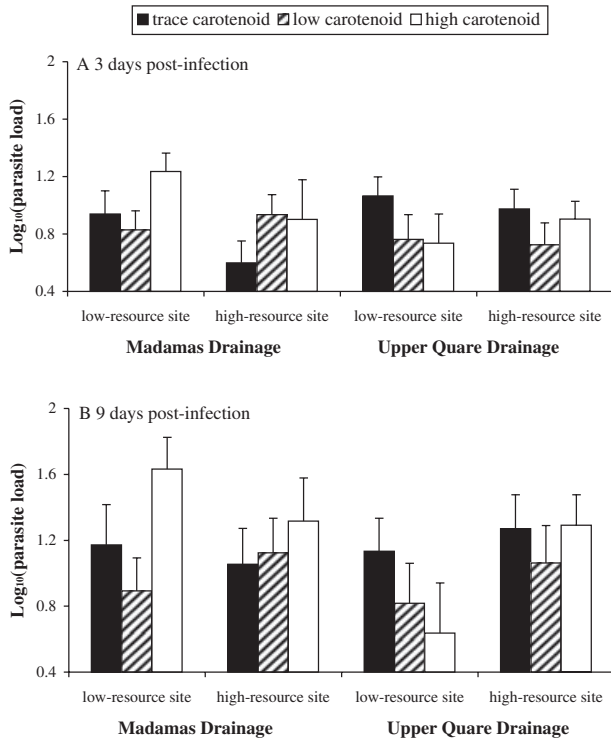 trace carotenoid low carotenoid high carotenoid
A 3 days post-infection
Log₁₀(parasite load)
2
1.6
1.2
0.8
0.4
low-resource site high-resource site low-resource site high-resource site
Madamas Drainage Upper Quare Drainage
B 9 days post-infection
Log₁₀(parasite load)
2
1.6
1.2
0.8
0.4
low-resource site high-resource site low-resource site high-resource site
Madamas Drainage Upper Quare Drainage